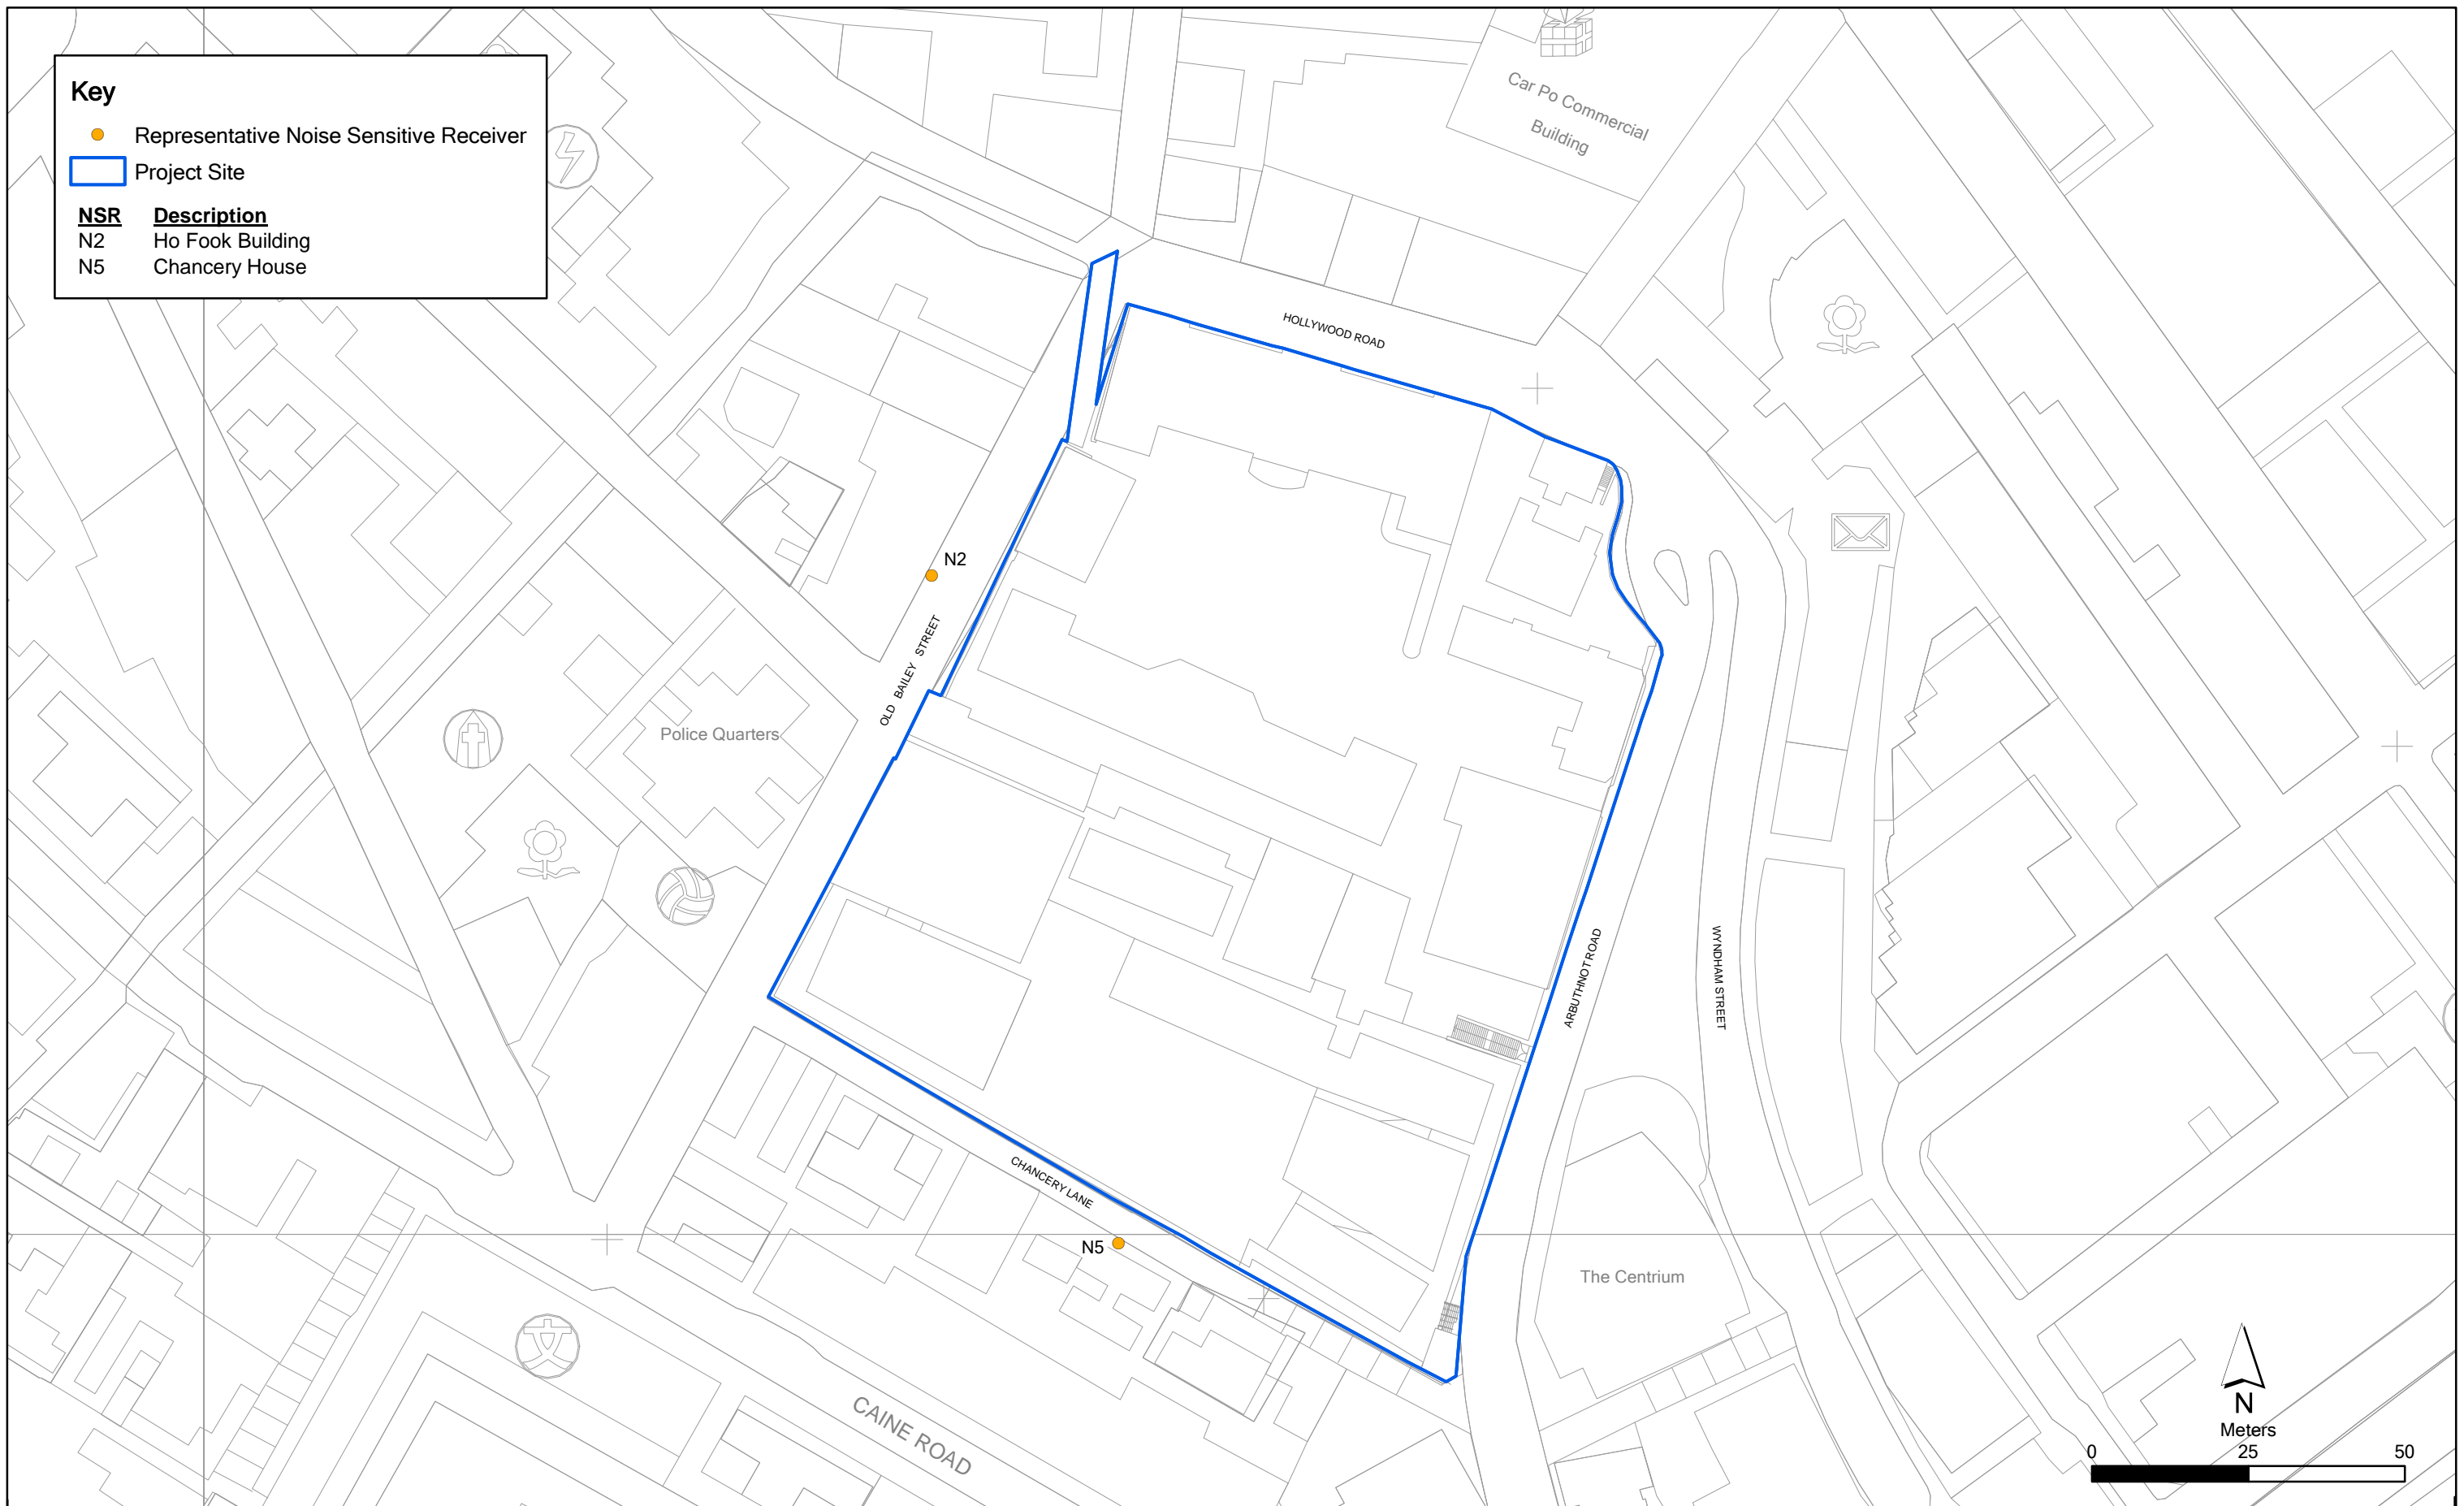 Key
Representative Noise Sensitive Receiver
Project Site
NSR Description
N2 Ho Fook Building
N5 Chancery House
Car Po Commercial
Building
HOLLYWOOD ROAD
N2
OLD BAILEY STREET
Police Quarters
ARBUTHNOT ROAD
WYNDHAM STREET
CHANCERY LANE
N5
The Centrium
CAINE ROAD
N
Meters
0 25 50
文